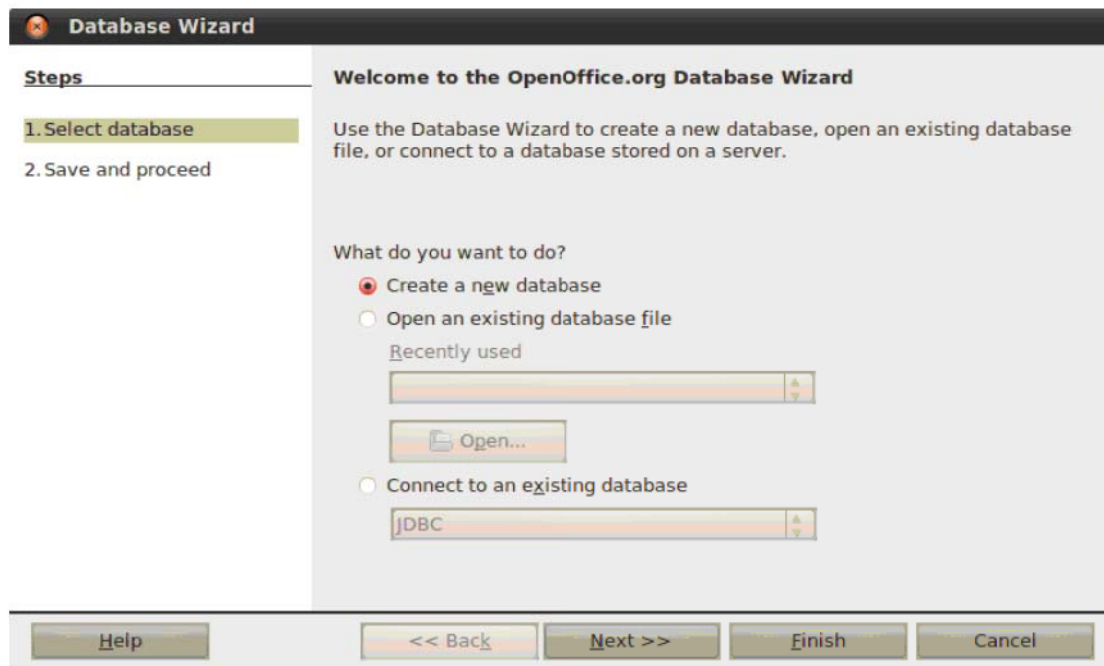 Database Wizard
Steps
1. Select database
2. Save and proceed
Welcome to the OpenOffice.org Database Wizard
Use the Database Wizard to create a new database, open an existing database
file, or connect to a database stored on a server.
What do you want to do?
Create a new database
Open an existing database file
Recently used
Open...
Connect to an existing database
JDBC
Help
<< Back
Next >>
Finish
Cancel